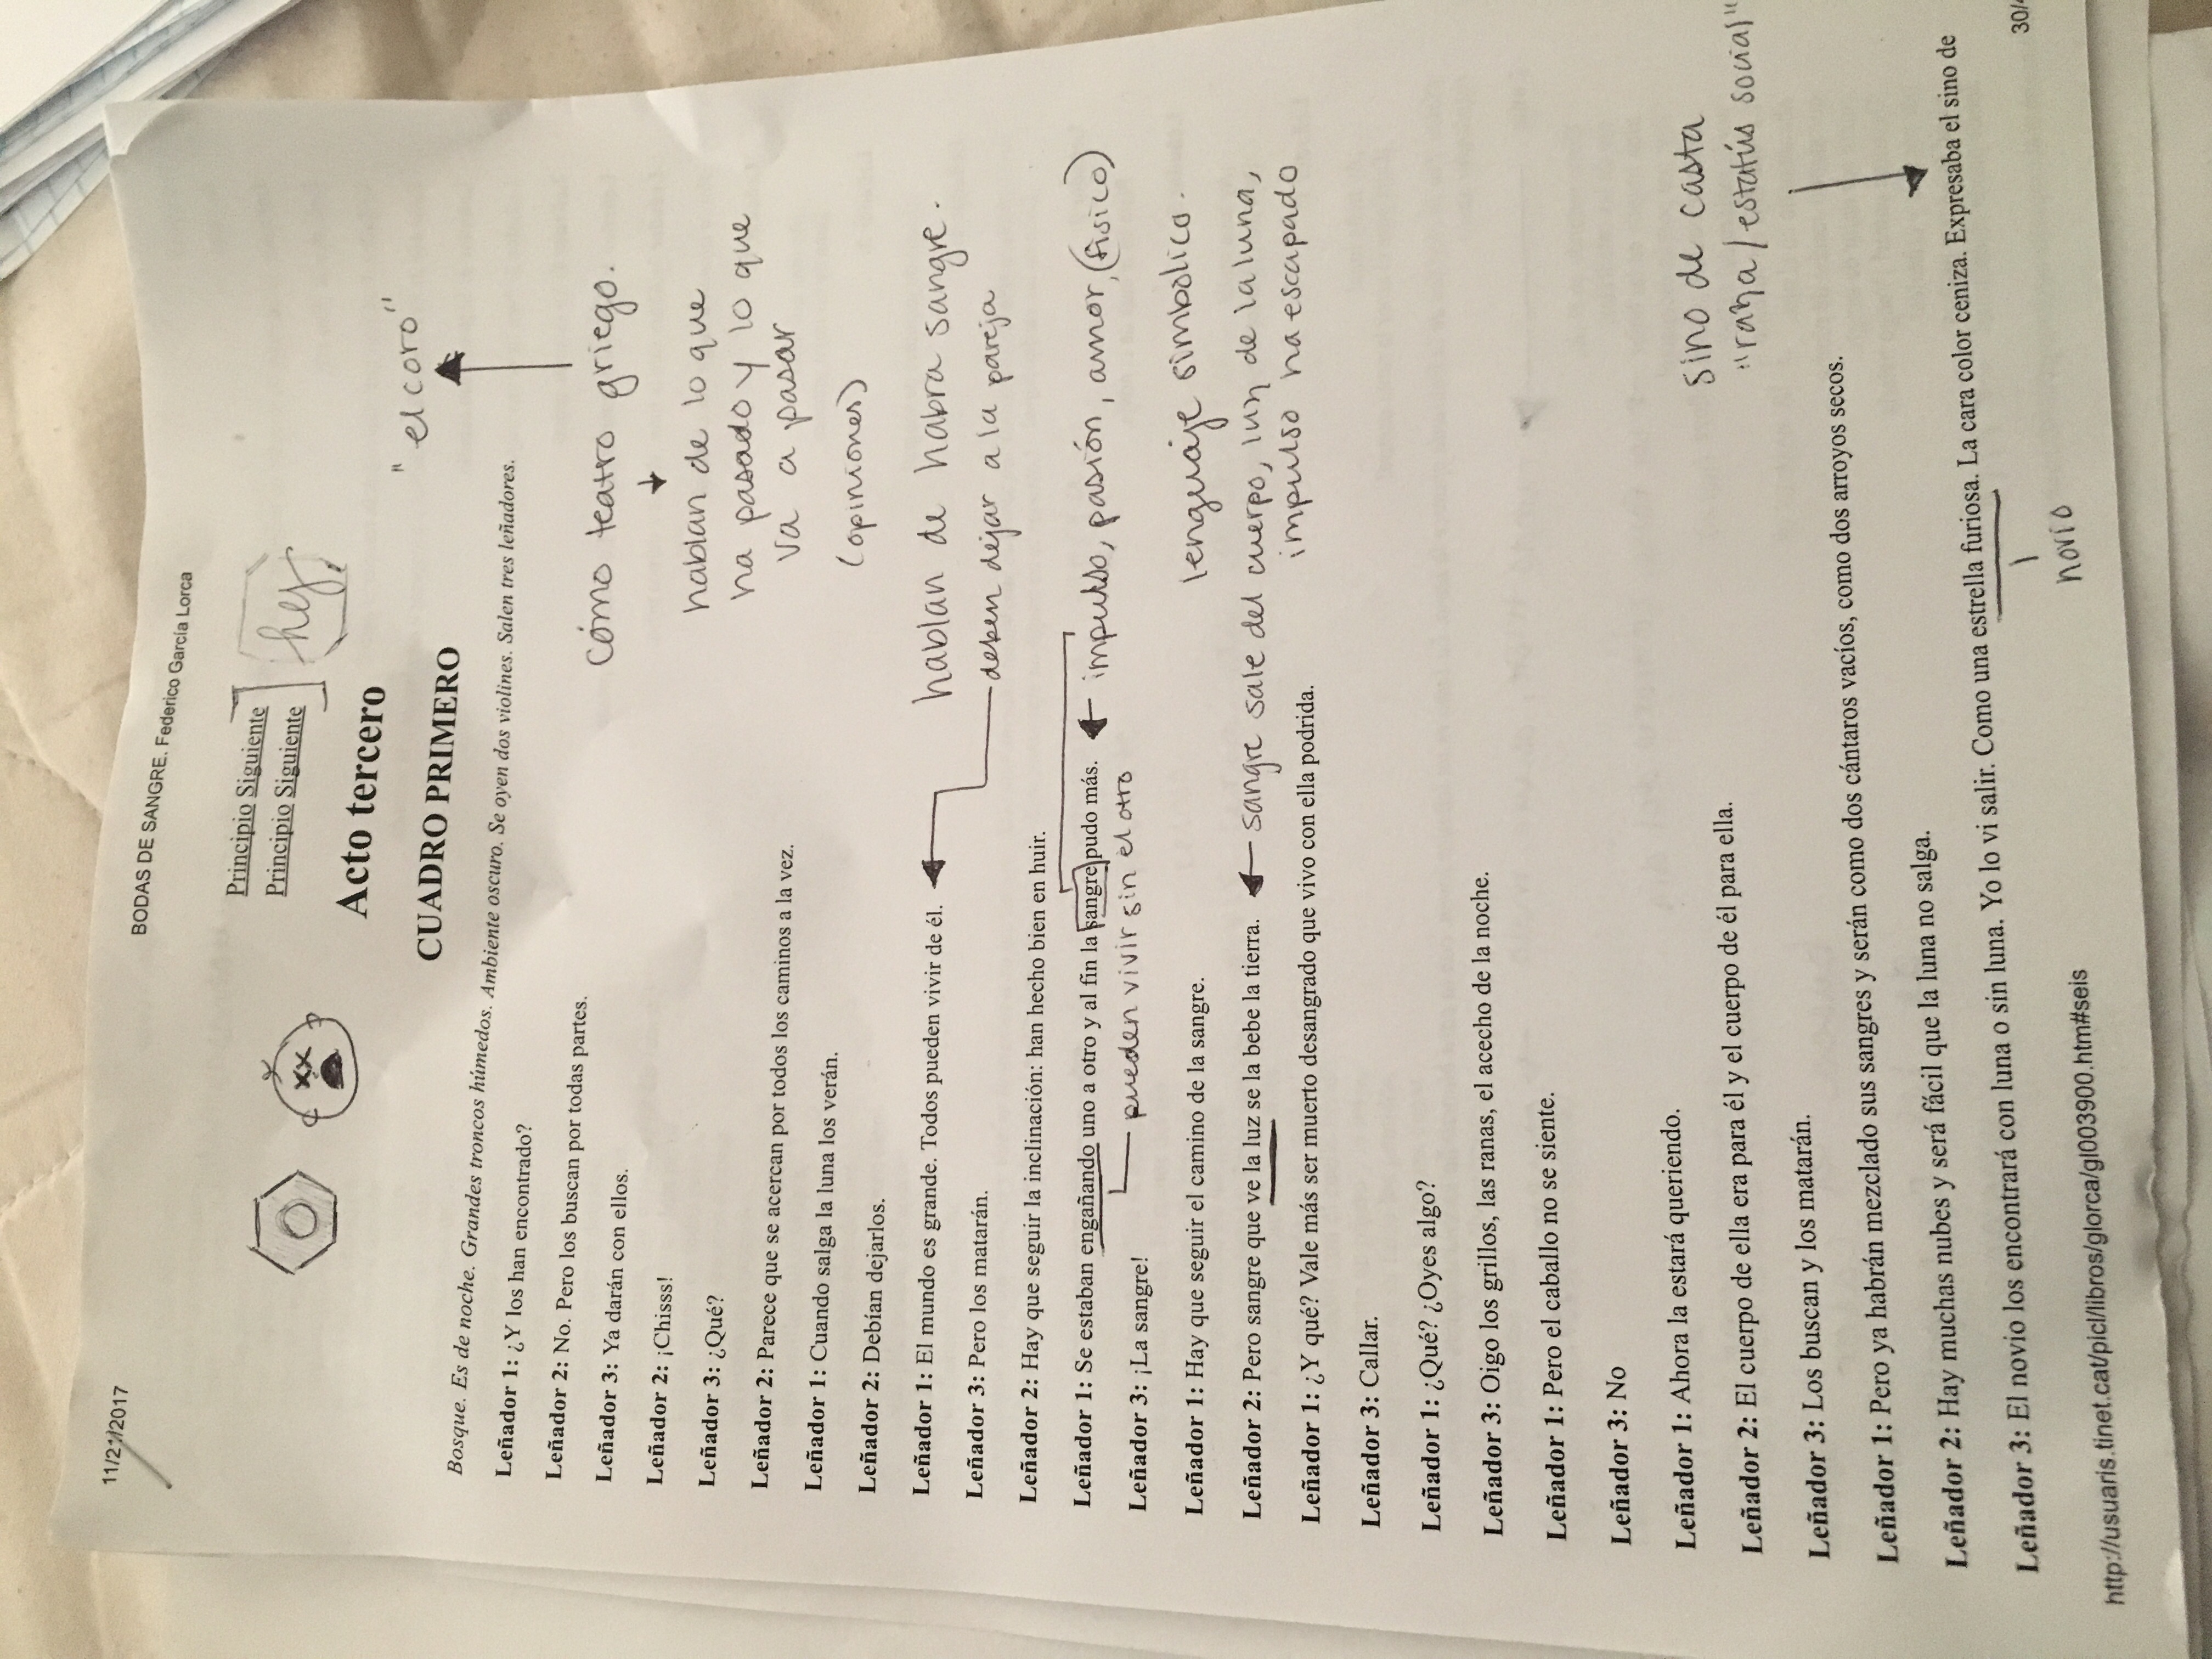 11/21/2017
BODAS DE SANGRE. Federico García Lorca
Principio Siguiente
Principio Siguiente
hey
Acto tercero
"el coro"
CUADRO PRIMERO
Bosque. Es de noche. Grandes troncos húmedos. Ambiente oscuro. Se oyen dos violines. Salen tres leñadores.
Leñador 1: ¿Y los han encontrado?
Leñador 2: No. Pero los buscan por todas partes.
cómo teatro griego.
Leñador 3: Ya darán con ellos.
Leñador 2: ¡Chisss!
hablan de lo que
Leñador 3: ¿Qué?
ha pasado y lo que
va a pasar
Leñador 2: Parece que se acercan por todos los caminos a la vez.
Leñador 1: Cuando salga la luna los verán.
(opiniones)
Leñador 2: Debían dejarlos.
Leñador 1: El mundo es grande. Todos pueden vivir de él.
hablan de habra sangre.
Leñador 3: Pero los matarán.
deben dejar a la pareja
Leñador 2: Hay que seguir la inclinación: han hecho bien en huir.
Leñador 1: Se estaban engañando uno a otro y al fin la sangre pudo más.
impulso, pasión, amor, (fisico)
pueden vivir sin el otro
Leñador 3: ¡La sangre!
Leñador 1: Hay que seguir el camino de la sangre.
lenguaje simbolico.
Leñador 2: Pero sangre que ve la luz se la bebe la tierra.
sangre sale del cuerpo, luz de la luna,
impulso ha escapado
Leñador 1: ¿Y qué? Vale más ser muerto desangrado que vivo con ella podrida.
Leñador 3: Callar.
Leñador 1: ¿Qué? ¿Oyes algo?
Leñador 3: Oigo los grillos, las ranas, el acecho de la noche.
Leñador 1: Pero el caballo no se siente.
Leñador 3: No
Leñador 1: Ahora la estará queriendo.
sino de casta
"raza/estatús social"
Leñador 2: El cuerpo de ella era para él y el cuerpo de él para ella.
Leñador 3: Los buscan y los matarán.
Leñador 1: Pero ya habrán mezclado sus sangres y serán como dos cántaros vacíos, como dos arroyos secos.
Leñador 2: Hay muchas nubes y será fácil que la luna no salga.
Leñador 3: El novio los encontrará con luna o sin luna. Yo lo vi salir. Como una estrella furiosa. La cara color ceniza. Expresaba el sino de
novio
30/4
http://usuaris.tinet.cat/picl/libros/glorca/gl003900.htm#seis